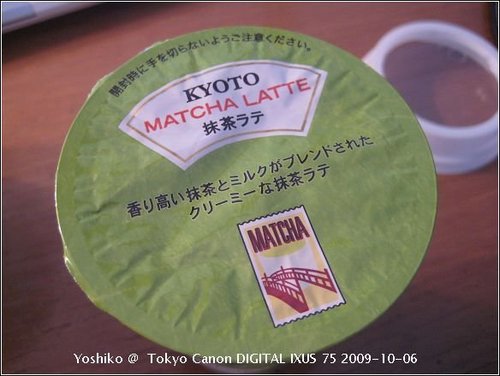 開封時に手を切らないようご注意ください。
KYOTO
MATCHA LATTE
抹茶ラテ
香り高い抹茶とミルクがブレンドされた
クリーミーな抹茶ラテ
MATCHA
Yoshiko @ Tokyo Canon DIGITAL IXUS 75 2009-10-06